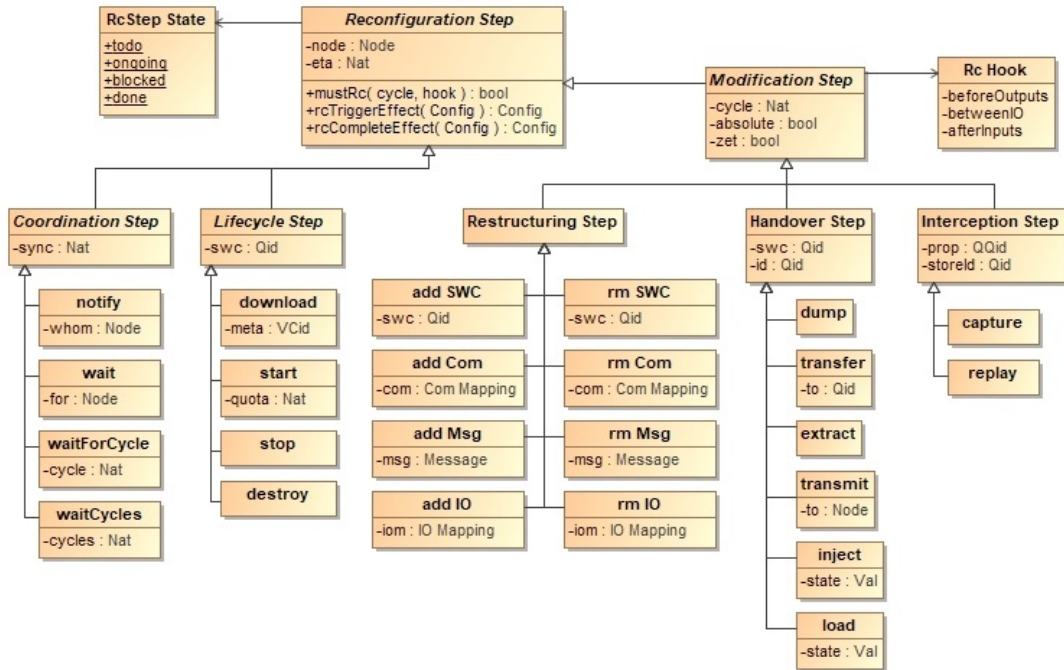 RcStep State
+todo
+ongoing
+blocked
+done
Reconfiguration Step
-node : Node
-eta : Nat
+mustRc( cycle, hook ) : bool
+rcTriggerEffect( Config ) : Config
+rcCompleteEffect( Config ) : Config
Modification Step
-cycle : Nat
-absolute : bool
-zet : bool
Rc Hook
-beforeOutputs
-betweenIO
-afterInputs
Coordination Step
-sync : Nat
notify
-whom : Node
wait
-for : Node
waitForCycle
-cycle : Nat
waitCycles
-cycles : Nat
Lifecycle Step
-swc : Qid
download
-meta : VCid
start
-quota : Nat
stop
destroy
Restructuring Step
add SWC
-swc : Qid
rm SWC
-swc : Qid
add Com
-com : Com Mapping
rm Com
-com : Com Mapping
add Msg
-msg : Message
rm Msg
-msg : Message
add IO
-iom : IO Mapping
rm IO
-iom : IO Mapping
Handover Step
-swc : Qid
-id : Qid
dump
transfer
-to : Qid
extract
transmit
-to : Node
inject
-state : Val
load
-state : Val
Interception Step
-prop : QQid
-storeId : Qid
capture
replay